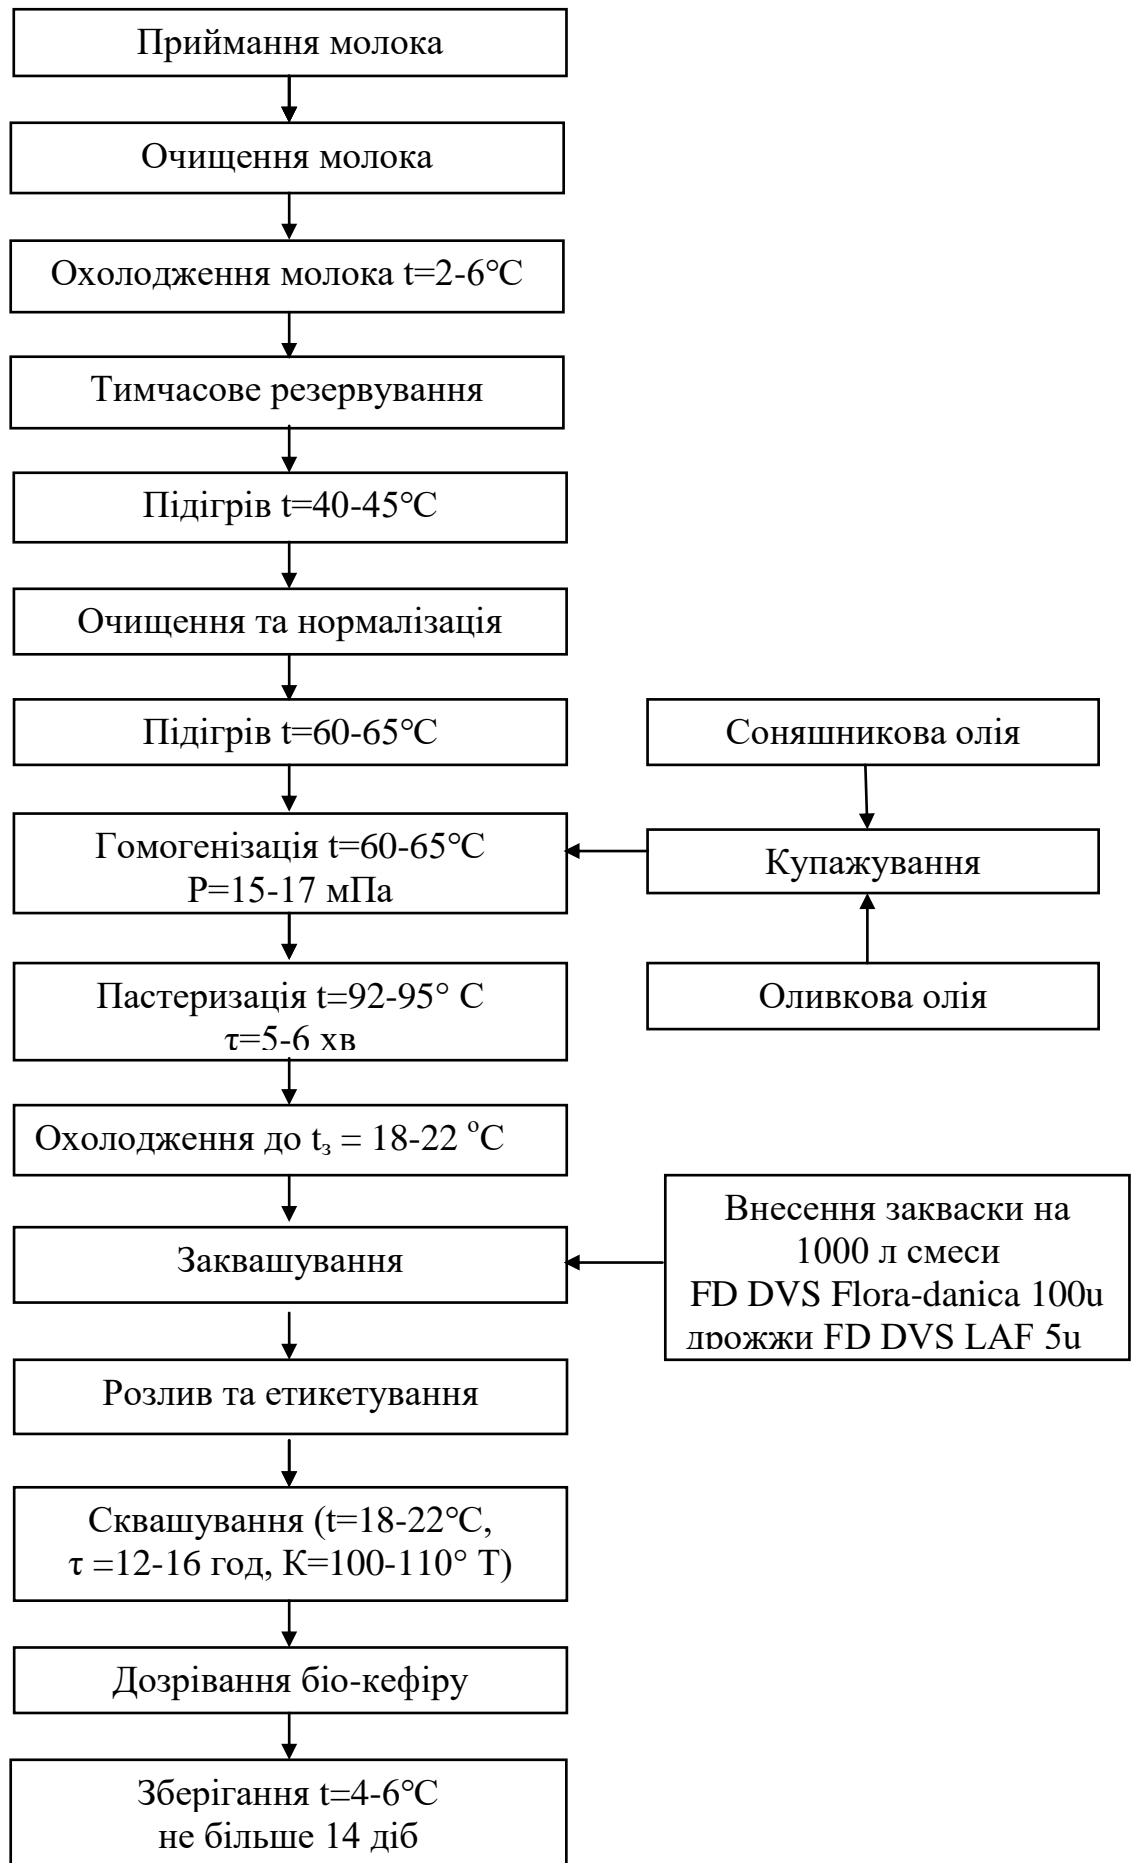 Приймання молока
Очищення молока
Охолодження молока t=2-6°С
Тимчасове резервування
Підігрів t=40-45°С
Очищення та нормалізація
Підігрів t=60-65°С
Соняшникова олія
Гомогенізація t=60-65°С
Р=15-17 мПа
Купажування
Оливкова олія
Пастеризація t=92-95° С
τ=5-6 хв
Охолодження до tз = 18-22 °С
Заквашування
Внесення закваски на
1000 л смеси
FD DVS Flora-danica 100u
дрожжи FD DVS LAF 5u
Розлив та етикетування
Сквашування (t=18-22°С,
τ =12-16 год, К=100-110° Т)
Дозрівання біо-кефіру
Зберігання t=4-6°С
не більше 14 діб